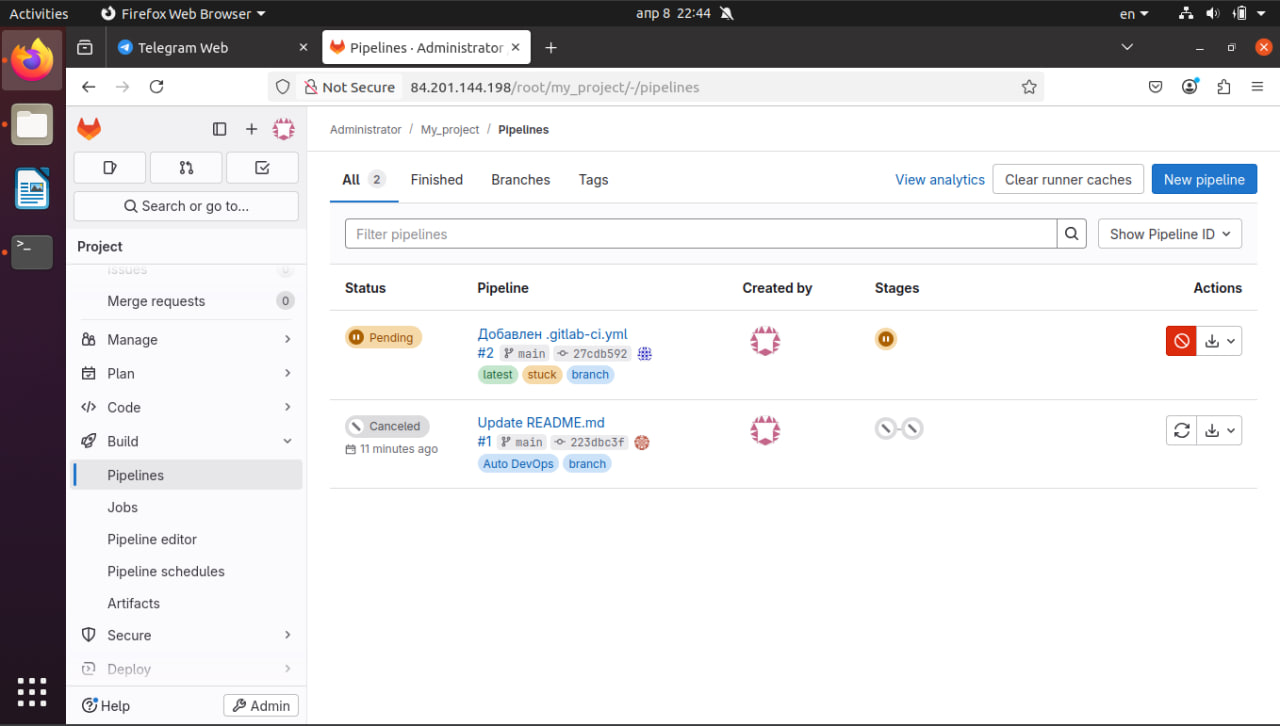 Activities
Firefox Web Browser
апр 8 22:44
en
Telegram Web
Pipelines · Administrator
Not Secure
84.201.144.198/root/my_project/-/pipelines
Administrator / My_project / Pipelines
All 2
Finished
Branches
Tags
View analytics
Clear runner caches
New pipeline
Search or go to...
Filter pipelines
Show Pipeline ID
Project
Issues 0
Merge requests 0
Manage
Plan
Code
Build
Pipelines
Jobs
Pipeline editor
Pipeline schedules
Artifacts
Secure
Deploy
Help
Admin
Status Pipeline Created by Stages Actions
Pending
Добавлен .gitlab-ci.yml
#2 main 27cdb592
latest stuck branch
Canceled
11 minutes ago
Update README.md
#1 main 223dbc3f
Auto DevOps branch